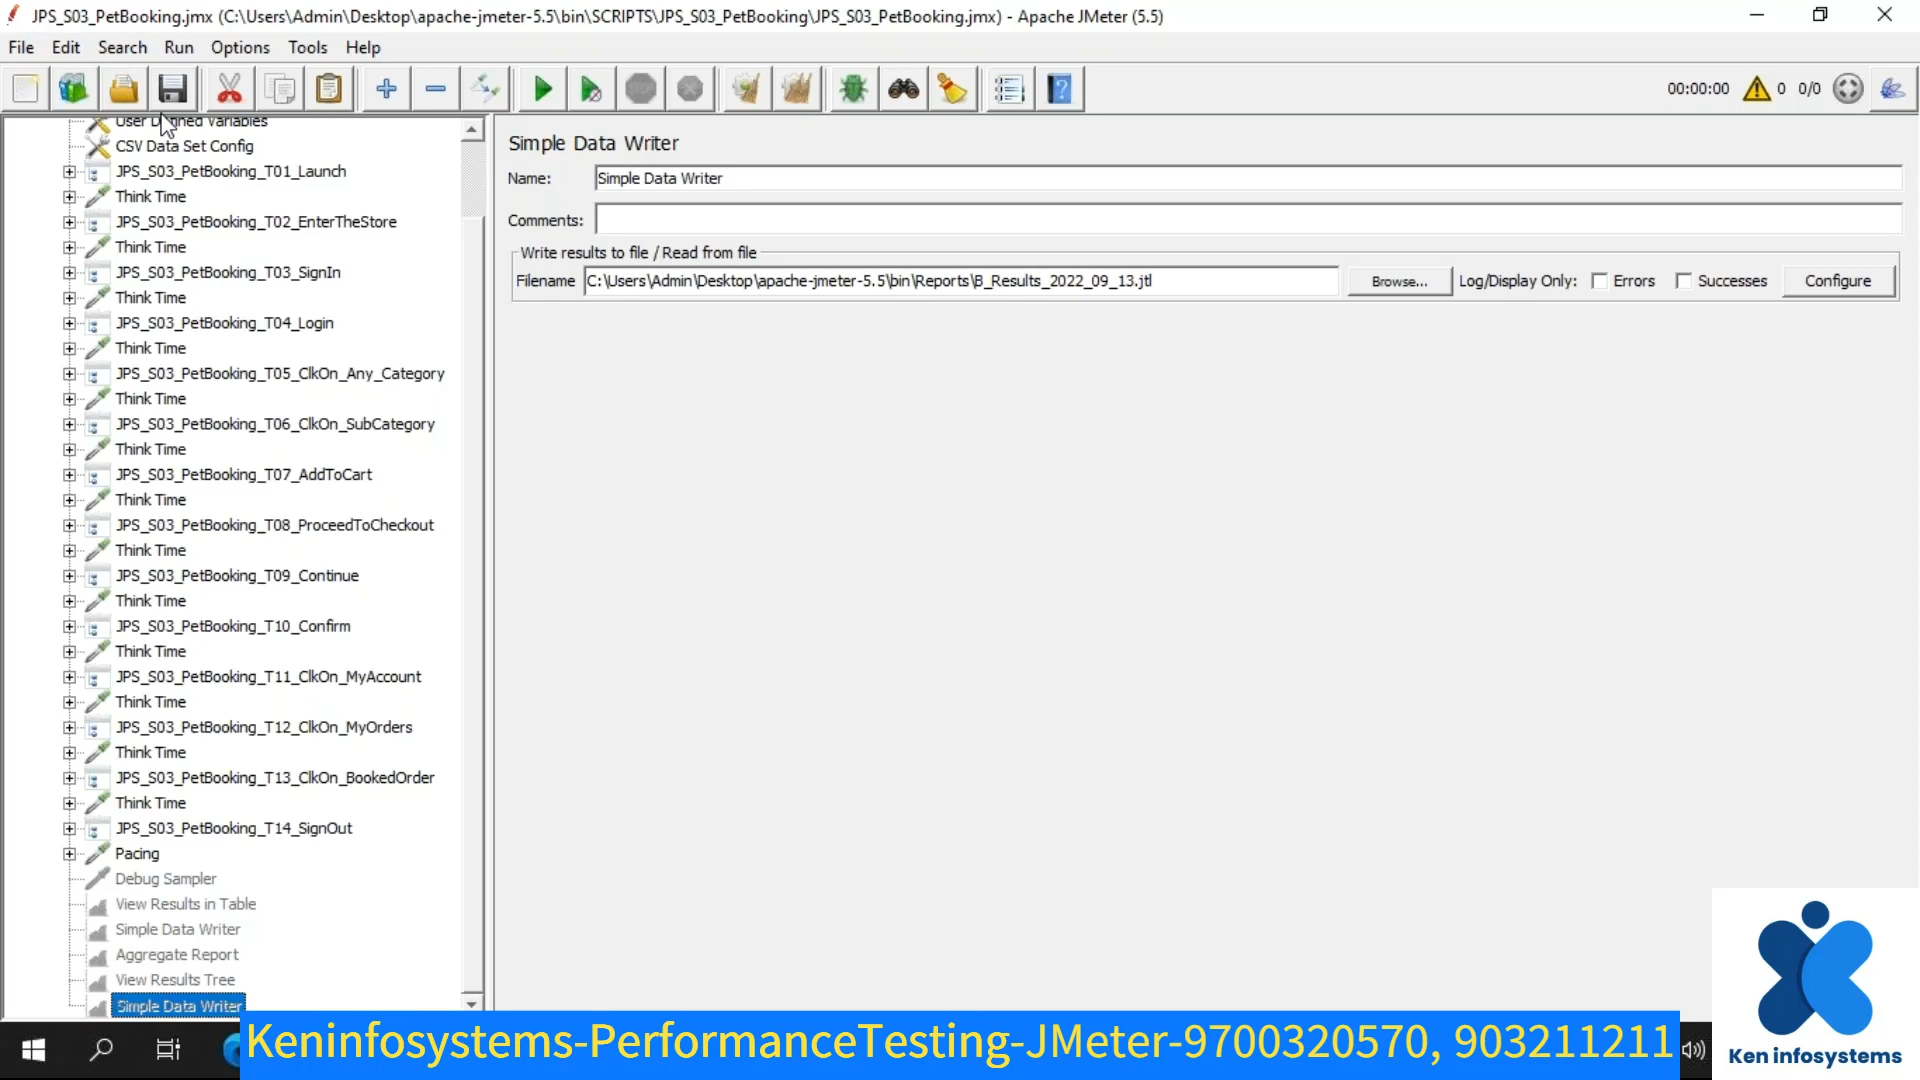 JPS_S03_PetBooking.jmx (C:\Users\Admin\Desktop\apache-jmeter-5.5\bin\SCRIPTS\JPS_S03_PetBooking\JPS_S03_PetBooking.jmx) - Apache JMeter (5.5)
File Edit Search Run Options Tools Help
00:00:00 0 0/0
User Defined Variables
CSV Data Set Config
JPS_S03_PetBooking_T01_Launch
Think Time
JPS_S03_PetBooking_T02_EnterTheStore
Think Time
JPS_S03_PetBooking_T03_SignIn
Think Time
JPS_S03_PetBooking_T04_Login
Think Time
JPS_S03_PetBooking_T05_ClkOn_Any_Category
Think Time
JPS_S03_PetBooking_T06_ClkOn_SubCategory
Think Time
JPS_S03_PetBooking_T07_AddToCart
Think Time
JPS_S03_PetBooking_T08_ProceedToCheckout
Think Time
JPS_S03_PetBooking_T09_Continue
Think Time
JPS_S03_PetBooking_T10_Confirm
Think Time
JPS_S03_PetBooking_T11_ClkOn_MyAccount
Think Time
JPS_S03_PetBooking_T12_ClkOn_MyOrders
Think Time
JPS_S03_PetBooking_T13_ClkOn_BookedOrder
Think Time
JPS_S03_PetBooking_T14_SignOut
Pacing
Debug Sampler
View Results in Table
Simple Data Writer
Aggregate Report
View Results Tree
Simple Data Writer
Simple Data Writer
Name: Simple Data Writer
Comments:
Write results to file / Read from file
Filename C:\Users\Admin\Desktop\apache-jmeter-5.5\bin\Reports\B_Results_2022_09_13.jtl Browse... Log/Display Only: Errors Successes Configure
Keninfosystems-PerformanceTesting-JMeter-9700320570, 903211211
Ken infosystems